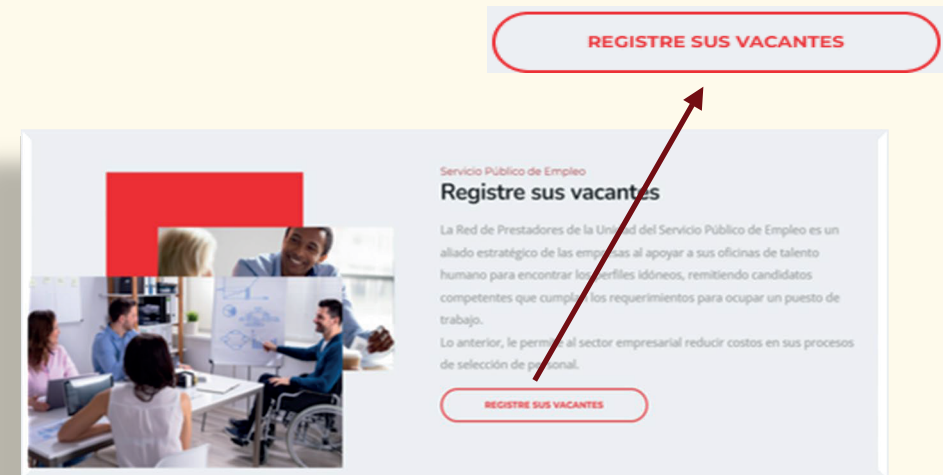 REGISTRE SUS VACANTES
Servicio Público de Empleo
Registre sus vacantes
La Red de Prestadores de la Unidad del Servicio Público de Empleo es un
aliado estratégico de las empresas al apoyar a sus oficinas de talento
humano para encontrar los perfiles idóneos, remitiendo candidatos
competentes que cumplan los requerimientos para ocupar un puesto de
trabajo.
Lo anterior, le permite al sector empresarial reducir costos en sus procesos
de selección de personal.
REGISTRE SUS VACANTES